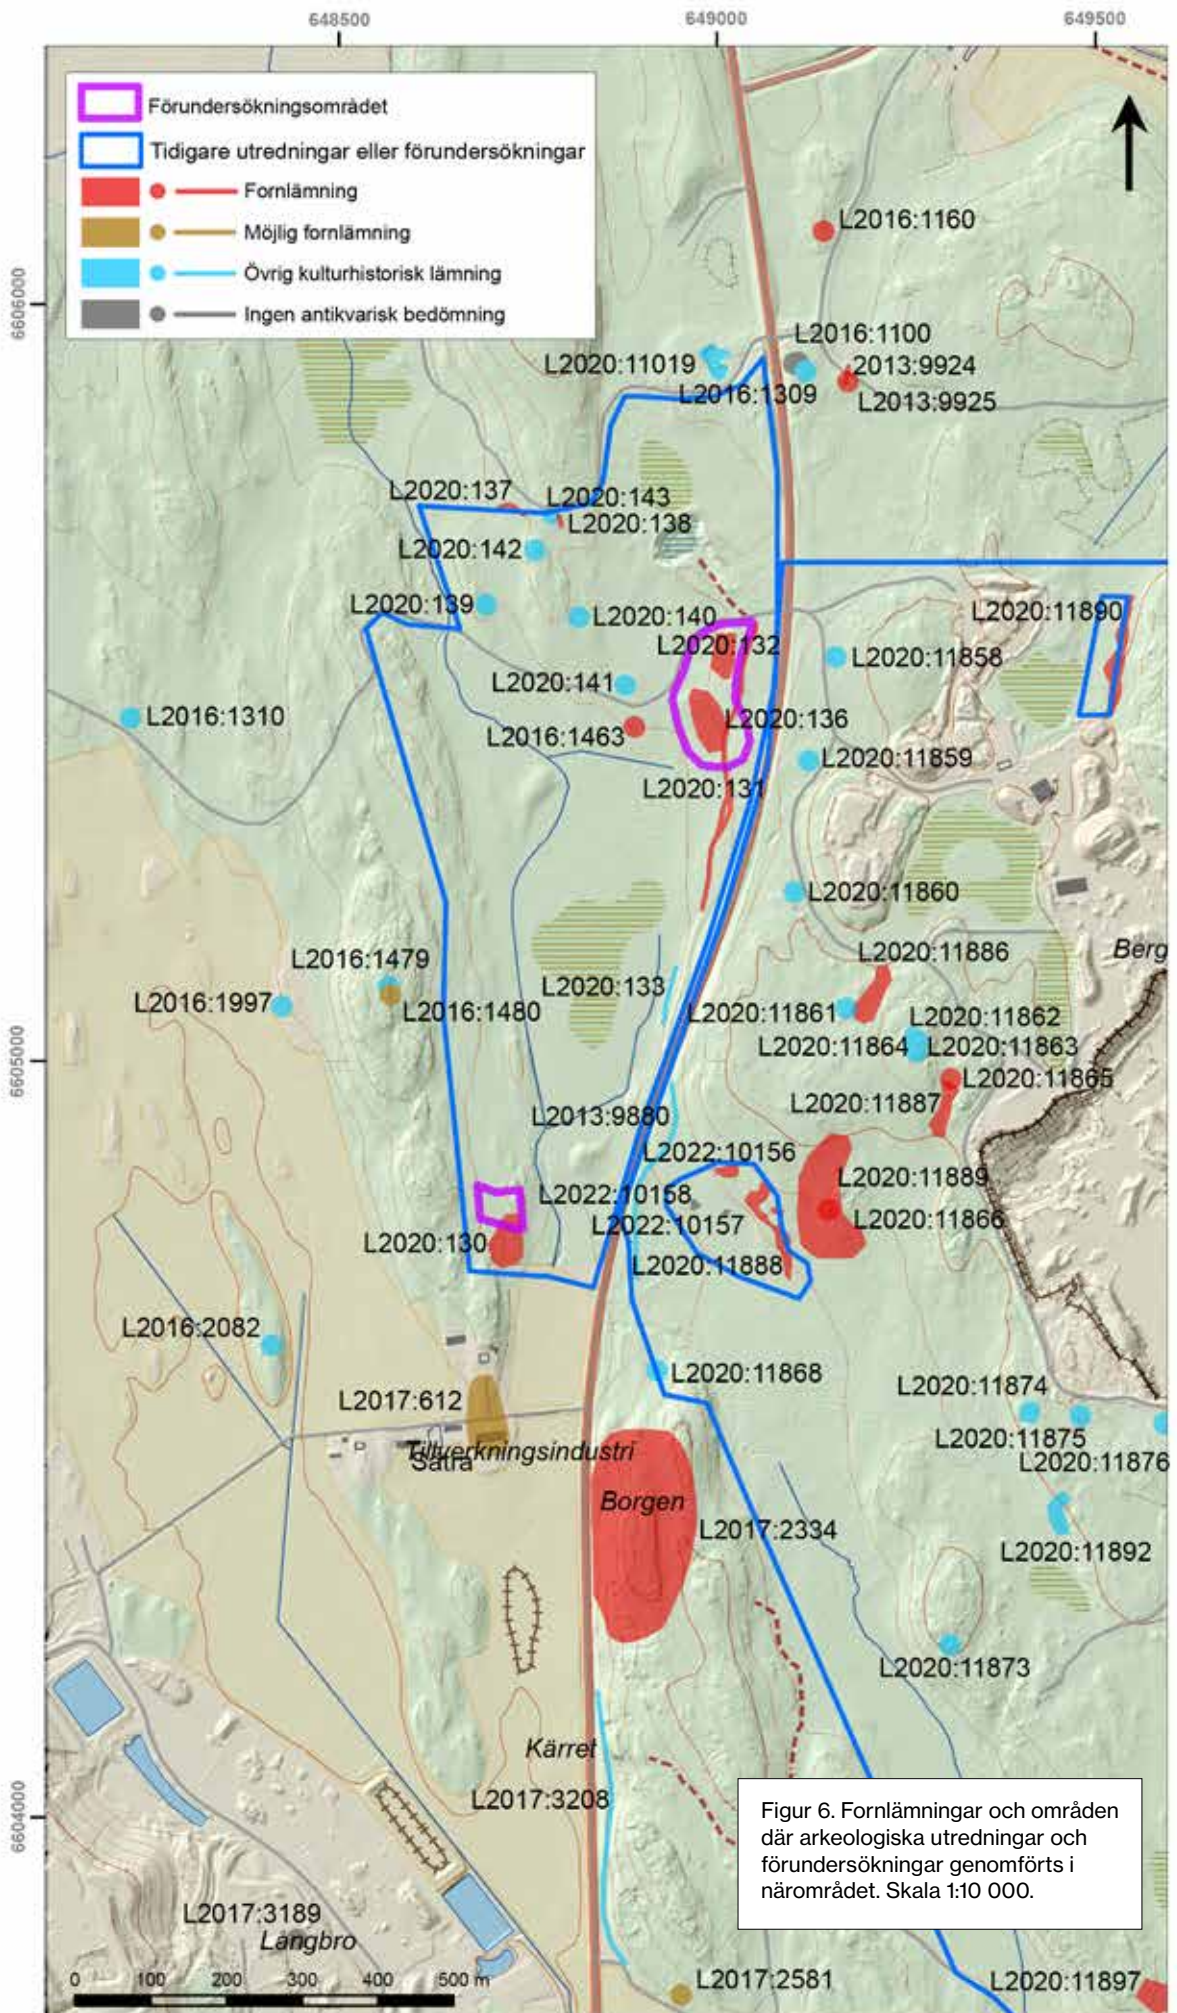 648500
649000
649500
Förundersökningsområdet
Tidigare utredningar eller förundersökningar
Fornlämning
Möjlig fornlämning
Övrig kulturhistorisk lämning
Ingen antikvarisk bedömning
6606000
L2016:1160
L2016:1100
L2020:11019
2013:9924
L2016:1309
L2013:9925
L2020:137
L2020:143
L2020:138
L2020:142
L2020:139
L2020:140
L2020:11890
L2020:132
L2020:11858
L2020:141
L2016:1310
L2020:136
L2016:1463
L2020:11859
L2020:131
L2020:11860
Berg
L2020:11886
L2016:1479
L2020:133
L2016:1997
L2016:1480
L2020:11861
L2020:11862
L2020:11864
L2020:11863
6605000
L2020:11865
L2020:11887
L2013:9880
L2022:10156
L2020:11889
L2022:10158
L2022:10157
L2020:11866
L2020:130
L2020:11888
L2016:2082
L2020:11868
L2017:612
L2020:11874
L2020:11875
Tillverkningsindustri
Sätra
L2020:11876
Borgen
L2017:2334
L2020:11892
L2020:11873
Kärret
L2017:3208
6604000
Figur 6. Fornlämningar och områden
där arkeologiska utredningar och
förundersökningar genomförts i
närområdet. Skala 1:10 000.
L2017:3189
Långbro
0 100 200 300 400 500 m
L2017:2581
L2020:11897